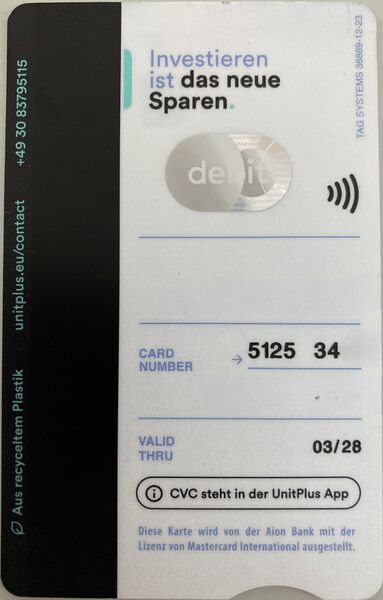 Investieren
ist das neue
Sparen.
debit
TAG SYSTEMS 36869-12-23
CARD
NUMBER
→ 5125 34
VALID
THRU
03/28
CVC steht in der UnitPlus App
Diese Karte wird von der Aion Bank mit der
Lizenz von Mastercard International ausgestellt.
Aus recyceltem Plastik unitplus.eu/contact +49 30 83795115